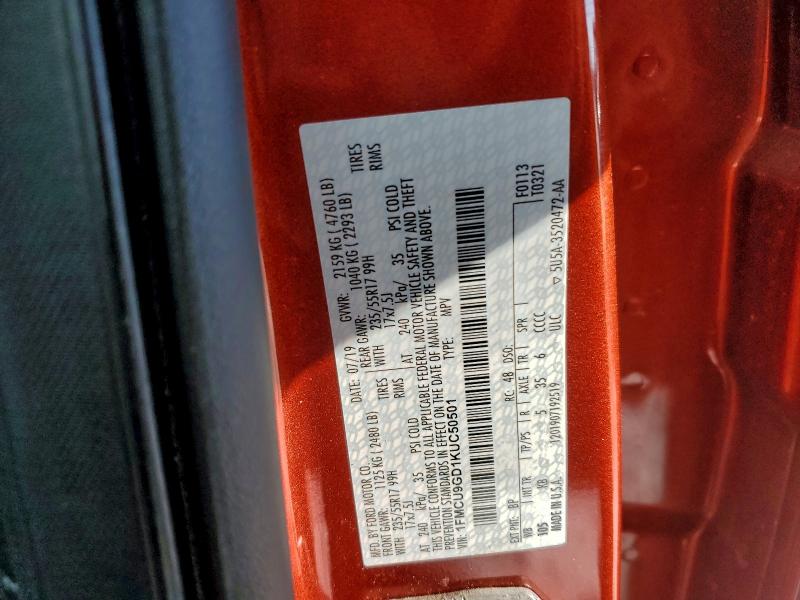 MFD. BY FORD MOTOR CO.
DATE: 07/19 GVWR: 2159 KG ( 4760 LB)
FRONT GAWR: 1125 KG ( 2480 LB) REAR GAWR: 1040 KG ( 2293 LB)
WITH 235/55R17 99H TIRES WITH 235/55R17 99H TIRES
17x7.5J RIMS 17x7.5J RIMS
AT 240 kPa/ 35 PSI COLD AT 240 kPa/ 35 PSI COLD
THIS VEHICLE CONFORMS TO ALL APPLICABLE FEDERAL MOTOR VEHICLE SAFETY AND THEFT
PREVENTION STANDARDS IN EFFECT ON THE DATE OF MANUFACTURE SHOWN ABOVE.
VIN: 1FMCU9GD1KUC50501 TYPE: MPV
F0113
T0321
EXT PNT: BP RC: 48 DSO:
WB INT TR TP/PS R AXLE TR SPR
105 KB 5 35 6 CCCC
MADE IN U.S.A. 1201907192519 ULC ▽ 5U5A-3520472-AA